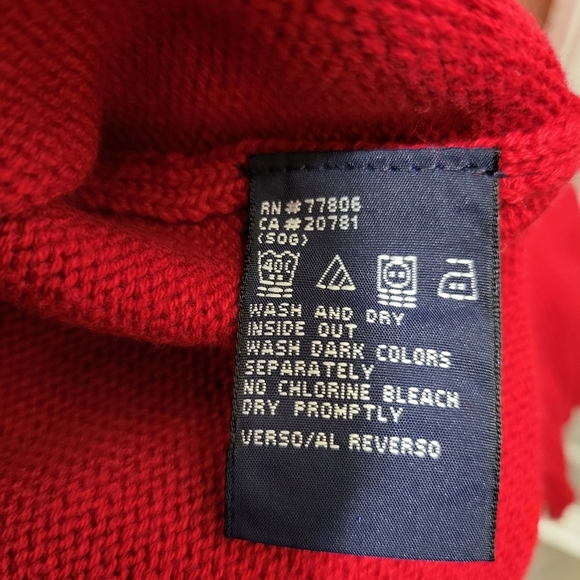 RN # 77806
CA # 20781
(SOG)
40C
WASH AND DRY
INSIDE OUT
WASH DARK COLORS
SEPARATELY
NO CHLORINE BLEACH
DRY PROMPTLY
VERSO/AL REVERSO